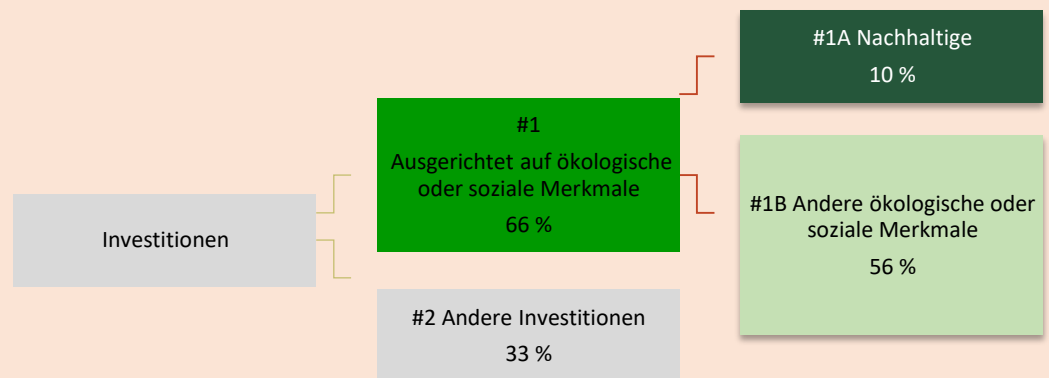 Investitionen
#1
Ausgerichtet auf ökologische
oder soziale Merkmale
66 %
#2 Andere Investitionen
33 %
#1A Nachhaltige
10 %
#1B Andere ökologische oder
soziale Merkmale
56 %